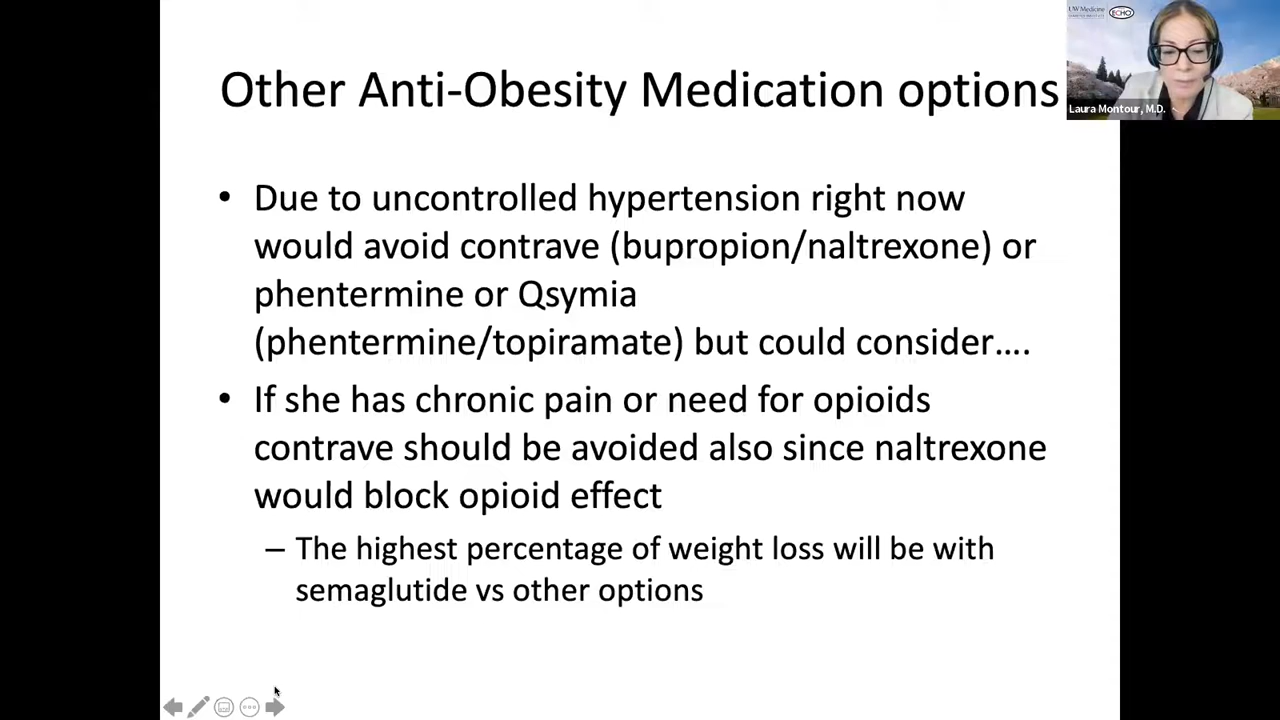 Other Anti-Obesity Medication options
UW Medicine
ECHO
Laura Montour, M.D.
• Due to uncontrolled hypertension right now
would avoid contrave (bupropion/naltrexone) or
phentermine or Qsymia
(phentermine/topiramate) but could consider....
• If she has chronic pain or need for opioids
contrave should be avoided also since naltrexone
would block opioid effect
– The highest percentage of weight loss will be with
semaglutide vs other options